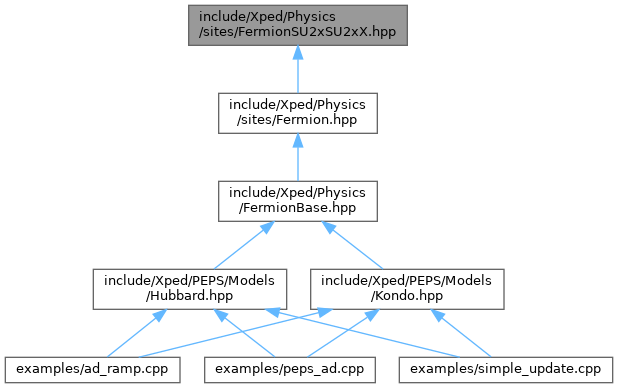 include/Xped/Physics
/sites/FermionSU2xSU2xX.hpp
include/Xped/Physics
/sites/Fermion.hpp
include/Xped/Physics
/FermionBase.hpp
include/Xped/PEPS/Models
/Hubbard.hpp
include/Xped/PEPS/Models
/Kondo.hpp
examples/ad_ramp.cpp
examples/peps_ad.cpp
examples/simple_update.cpp